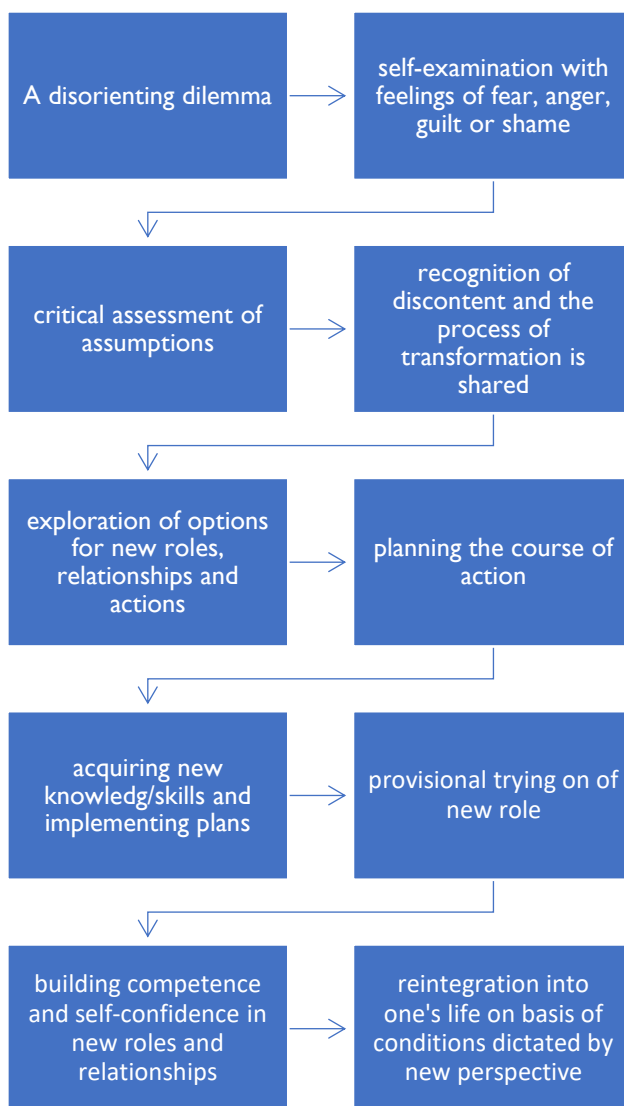 A disorienting dilemma
self-examination with
feelings of fear, anger,
guilt or shame
critical assessment of
assumptions
recognition of
discontent and the
process of
transformation is
shared
exploration of options
for new roles,
relationships and
actions
planning the course of
action
acquiring new
knowledg/skills and
implementing plans
provisional trying on of
new role
building competence
and self-confidence in
new roles and
relationships
reintegration into
one's life on basis of
conditions dictated by
new perspective